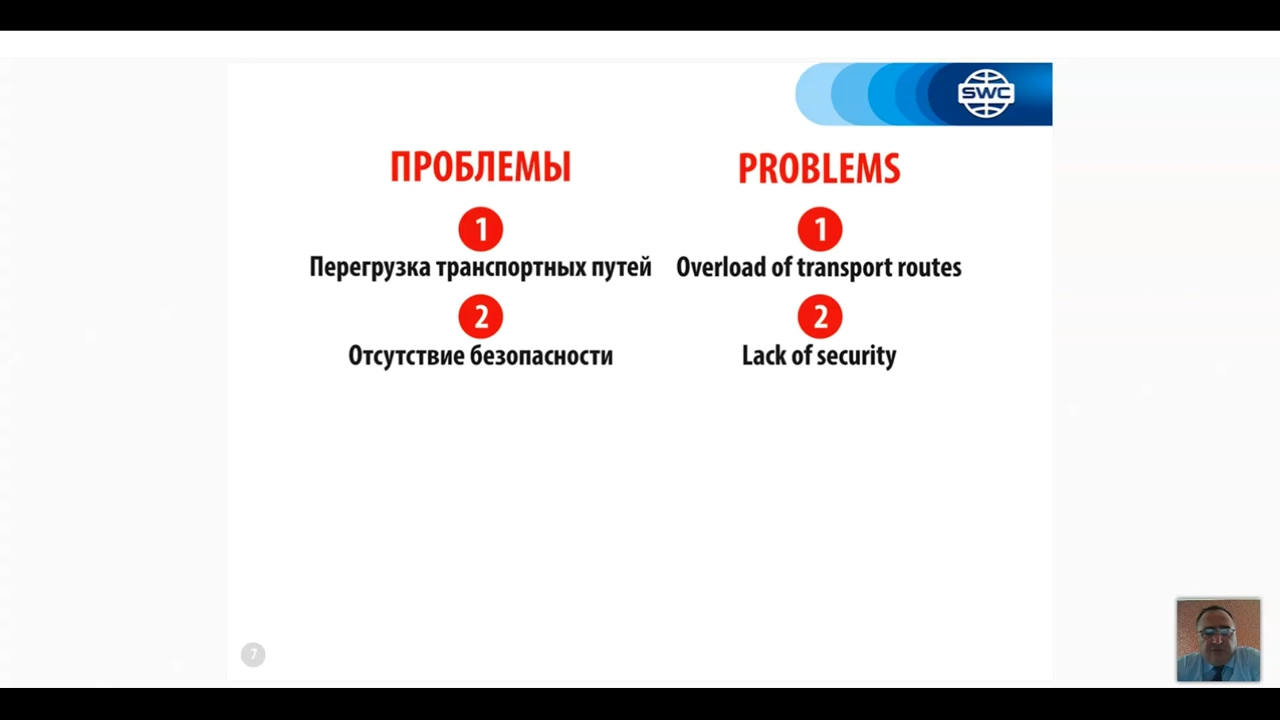 SWC
ПРОБЛЕМЫ
1
Перегрузка транспортных путей
2
Отсутствие безопасности
PROBLEMS
1
Overload of transport routes
2
Lack of security
7